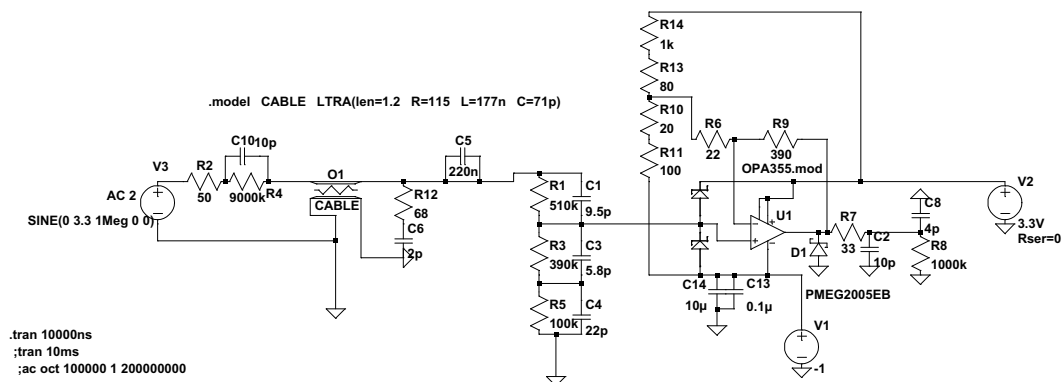 R14
1k
R13
80
.model CABLE LTRA(len=1.2 R=115 L=177n C=71p)
R10
20
R6
22
R9
390
C10
10p
C5
220n
R11
100
OPA355.mod
V3
R2
50
R4
9000k
O1
CABLE
R12
68
R1
510k
C1
9.5p
V2
AC 2
SINE(0 3.3 1Meg 0 0)
C6
2p
U1
C8
4p
3.3V
Rser=0
R3
390k
C3
5.8p
D1
R7
33
C2
10p
R8
1000k
C14
10µ
C13
0.1µ
PMEG2005EB
R5
100k
C4
22p
V1
-1
.tran 10000ns
;tran 10ms
;ac oct 100000 1 200000000